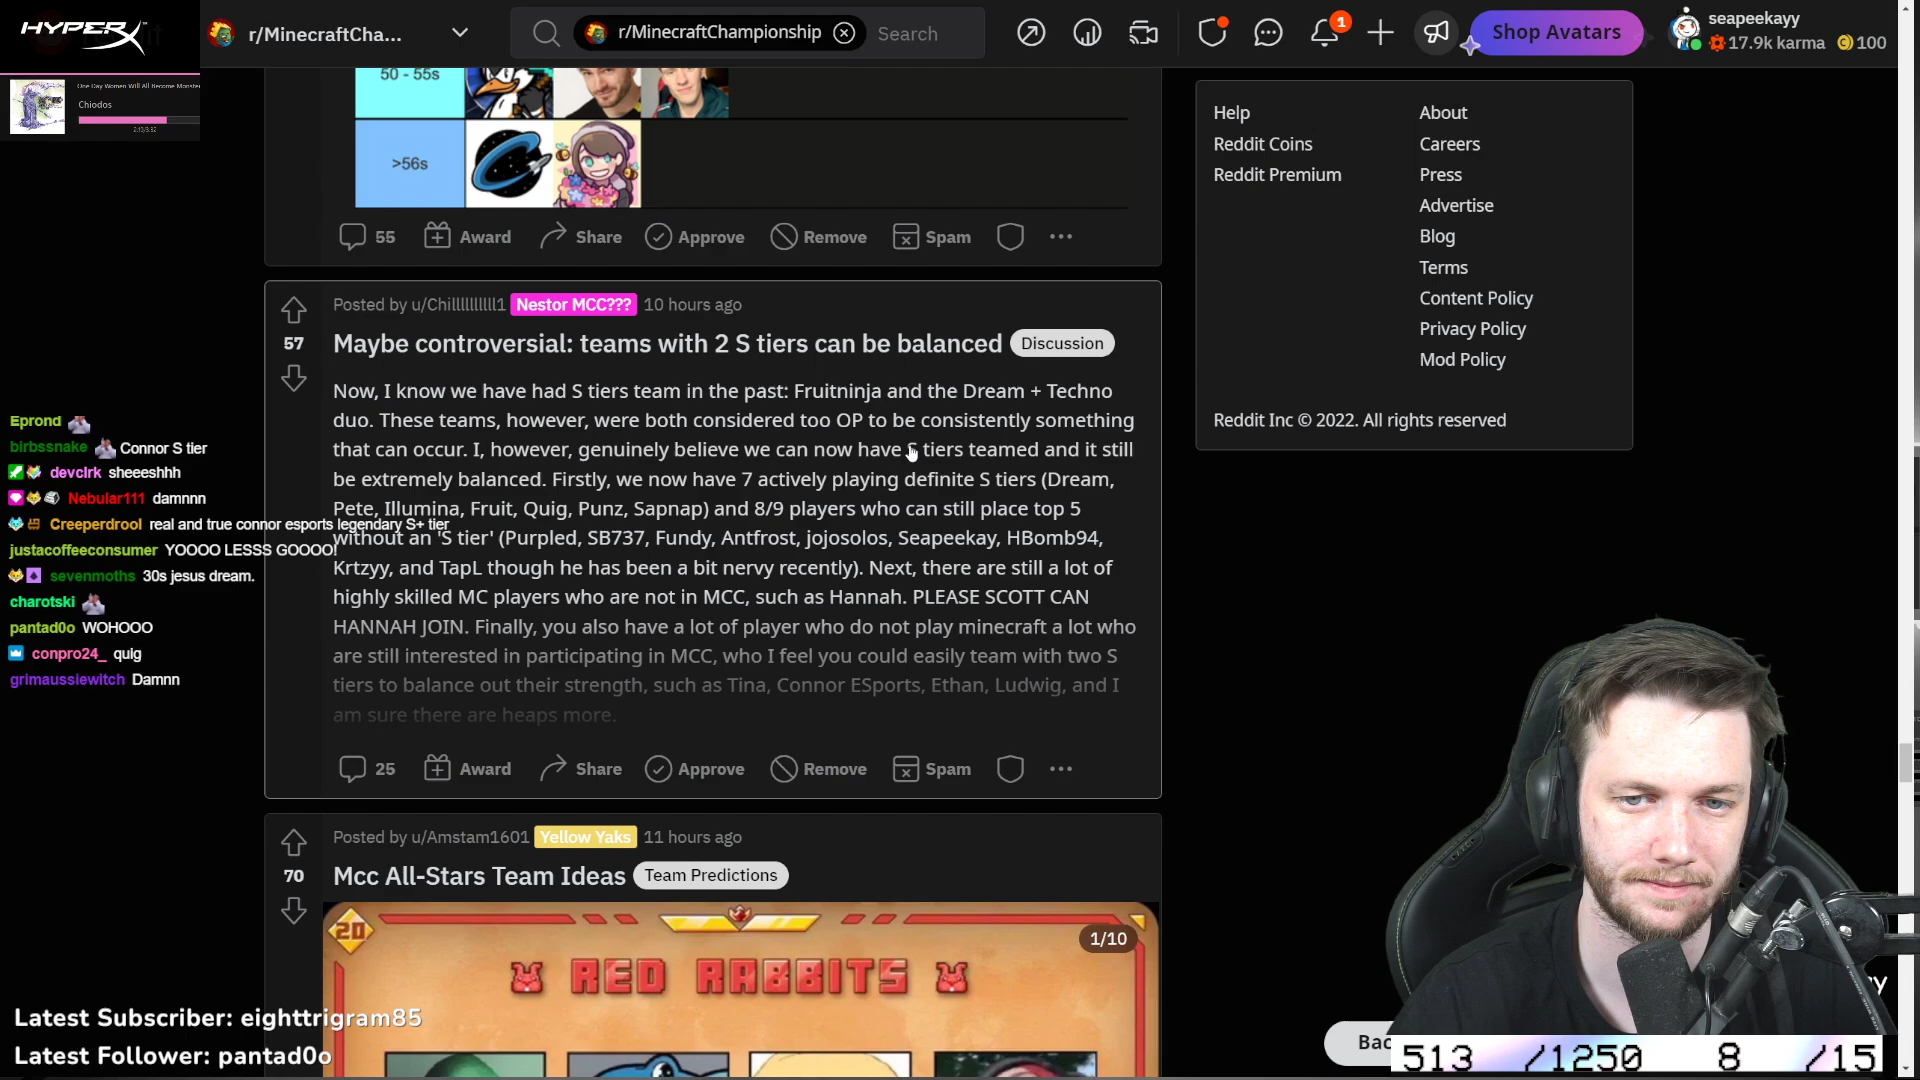 HYPERX
r/MinecraftCha...
r/MinecraftChampionship
Search
1
Shop Avatars
seapeekayy
17.9k karma
100
One Day Women Will All Become Monster
Chiodos
50 - 55s
>56s
55 Award Share Approve Remove Spam
Help
Reddit Coins
Reddit Premium
About
Careers
Press
Advertise
Blog
Terms
Content Policy
Privacy Policy
Mod Policy
Reddit Inc © 2022. All rights reserved
Posted by u/Chilllllllllll1 Nestor MCC??? 10 hours ago
57
Maybe controversial: teams with 2 S tiers can be balanced Discussion
Now, I know we have had S tiers team in the past: Fruitninja and the Dream + Techno
duo. These teams, however, were both considered too OP to be consistently something
that can occur. I, however, genuinely believe we can now have S tiers teamed and it still
be extremely balanced. Firstly, we now have 7 actively playing definite S tiers (Dream,
Pete, Illumina, Fruit, Quig, Punz, Sapnap) and 8/9 players who can still place top 5
without an 'S tier' (Purpled, SB737, Fundy, Antfrost, jojosolos, Seapeekay, HBomb94,
Krtzyy, and TapL though he has been a bit nervy recently). Next, there are still a lot of
highly skilled MC players who are not in MCC, such as Hannah. PLEASE SCOTT CAN
HANNAH JOIN. Finally, you also have a lot of player who do not play minecraft a lot who
are still interested in participating in MCC, who I feel you could easily team with two S
tiers to balance out their strength, such as Tina, Connor ESports, Ethan, Ludwig, and I
am sure there are heaps more.
25 Award Share Approve Remove Spam
Eprond
birbssnake Connor S tier
devclrk sheeeshhh
Nebular111 damnnn
Creeperdrool real and true connor esports legendary S+ tier
justacoffeeconsumer YOOOO LESSS GOOOO!
sevenmoths 30s jesus dream.
charotski
pantad0o WOHOOO
conpro24_ quig
grimaussiewitch Damnn
Posted by u/Amstam1601 Yellow Yaks 11 hours ago
70
Mcc All-Stars Team Ideas Team Predictions
20
1/10
RED RABBITS
Latest Subscriber: eighttrigram85
Latest Follower: pantad0o
513 /1250 8 /15